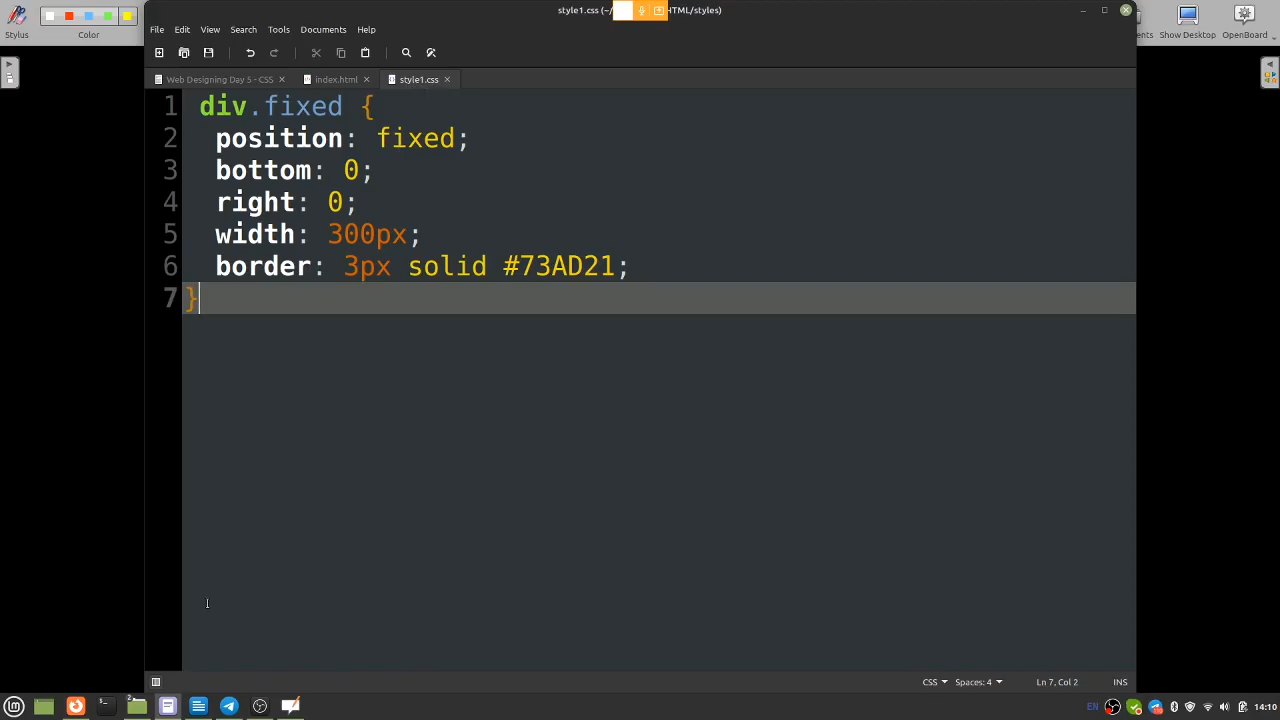 style1.css (~/
HTML/styles)
Stylus
Color
ents
Show Desktop
OpenBoard
File Edit View Search Tools Documents Help
Web Designing Day 5 - CSS
index.html
style1.css
1 div.fixed {
2 position: fixed;
3 bottom: 0;
4 right: 0;
5 width: 300px;
6 border: 3px solid #73AD21;
7 }
CSS
Spaces: 4
Ln 7, Col 2
INS
2
EN
14:10